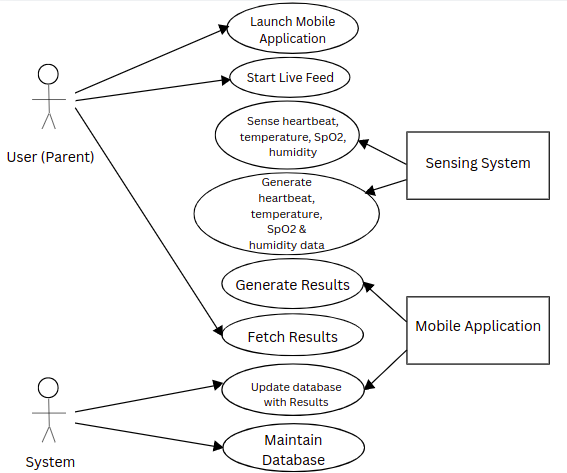 Launch Mobile
Application
Start Live Feed
User (Parent)
Sense heartbeat,
temperature, SpO2,
humidity
Sensing System
Generate
heartbeat,
temperature,
SpO2 &
humidity data
Generate Results
Mobile Application
Fetch Results
Update database
with Results
System
Maintain
Database